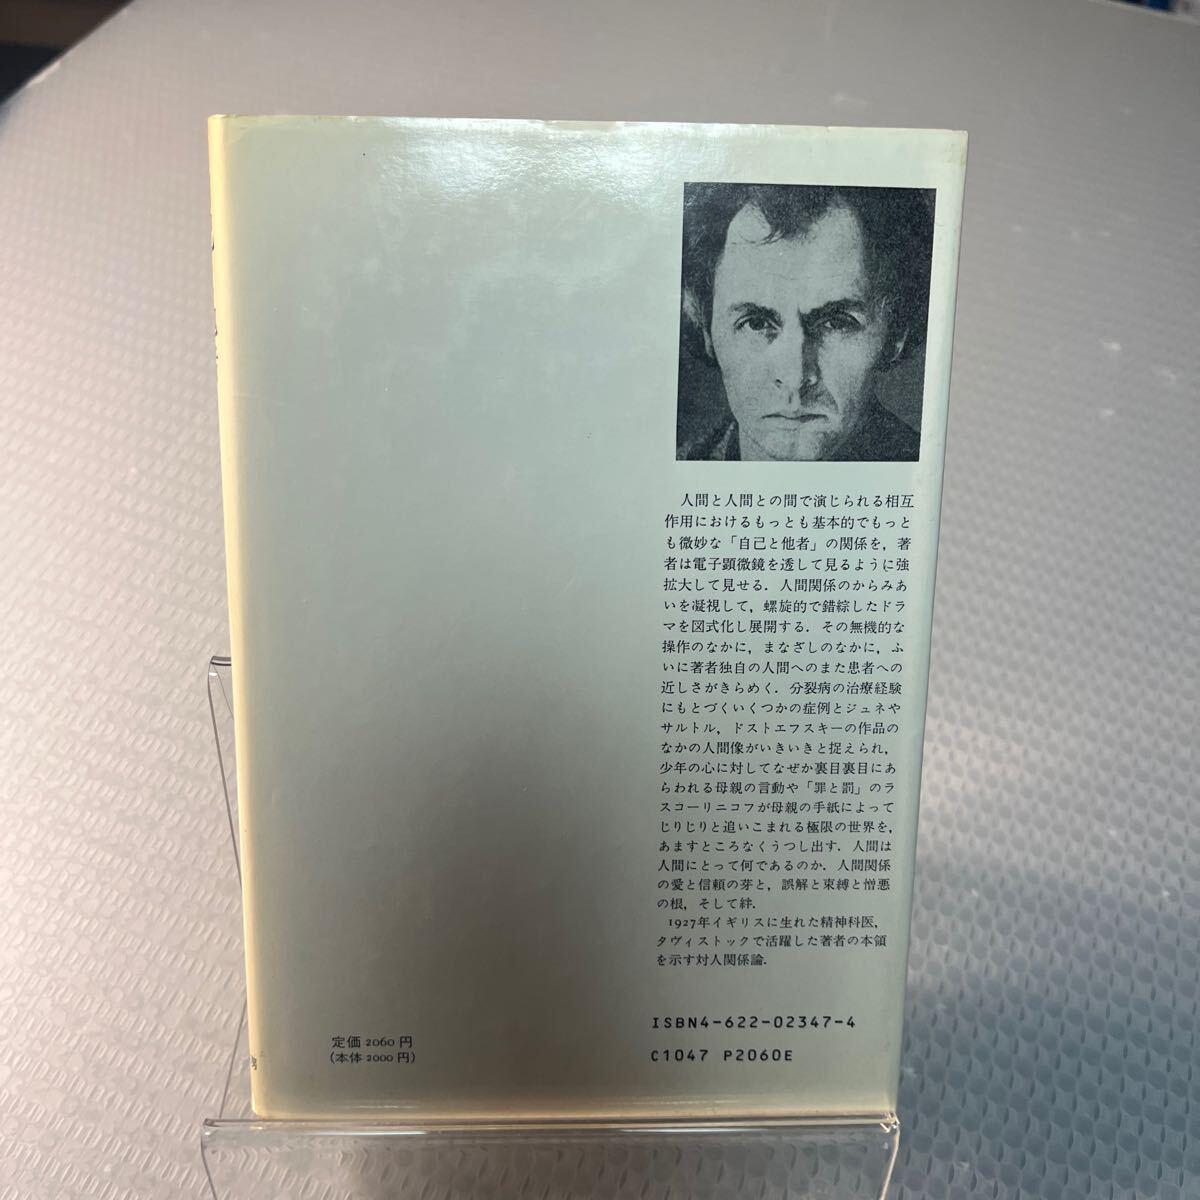 人間と人間との間で演じられる相互
作用におけるもっとも基本的でもっと
も微妙な「自己と他者」の関係を，著
者は電子顕微鏡を透して見るように強
拡大して見せる．人間関係のからみあ
いを凝視して，螺旋的で錯綜したドラ
マを図式化し展開する．その無機的な
操作のなかに，まなざしのなかに，ふ
いに著者独自の人間へのまた患者への
近しさがきらめく．分裂病の治療経験
にもとづくいくつかの症例とジュネや
サルトル，ドストエフスキーの作品の
なかの人間像がいきいきと捉えられ，
少年の心に対してなぜか裏目裏目にあ
らわれる母親の言動や「罪と罰」のラ
スコーリニコフが母親の手紙によって
じりじりと追いこまれる極限の世界を，
あますところなくうつし出す．人間は
人間にとって何であるのか．人間関係
の愛と信頼の芽と，誤解と束縛と憎悪
の根，そして絆．
1927年イギリスに生れた精神科医，
タヴィストックで活躍した著者の本領
を示す対人関係論．
ISBN4-622-02347-4
C1047 P2060E
定価 2060 円
（本体 2000 円）